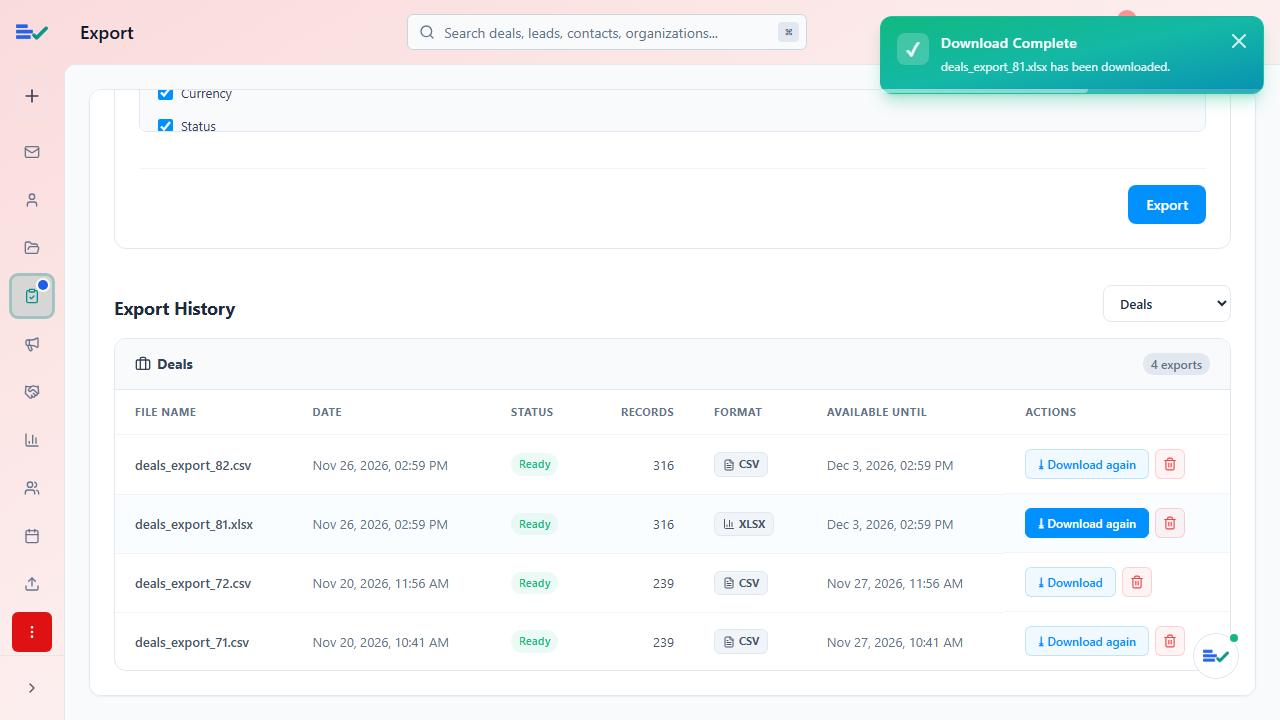 Export
Search deals, leads, contacts, organizations...
⌘
Download Complete
deals_export_81.xlsx has been downloaded.
Currency
Status
Export
Export History
Deals
Deals
4 exports
FILE NAME DATE STATUS RECORDS FORMAT AVAILABLE UNTIL ACTIONS
deals_export_82.csv Nov 26, 2026, 02:59 PM Ready 316 CSV Dec 3, 2026, 02:59 PM Download again
deals_export_81.xlsx Nov 26, 2026, 02:59 PM Ready 316 XLSX Dec 3, 2026, 02:59 PM Download again
deals_export_72.csv Nov 20, 2026, 11:56 AM Ready 239 CSV Nov 27, 2026, 11:56 AM Download
deals_export_71.csv Nov 20, 2026, 10:41 AM Ready 239 CSV Nov 27, 2026, 10:41 AM Download again